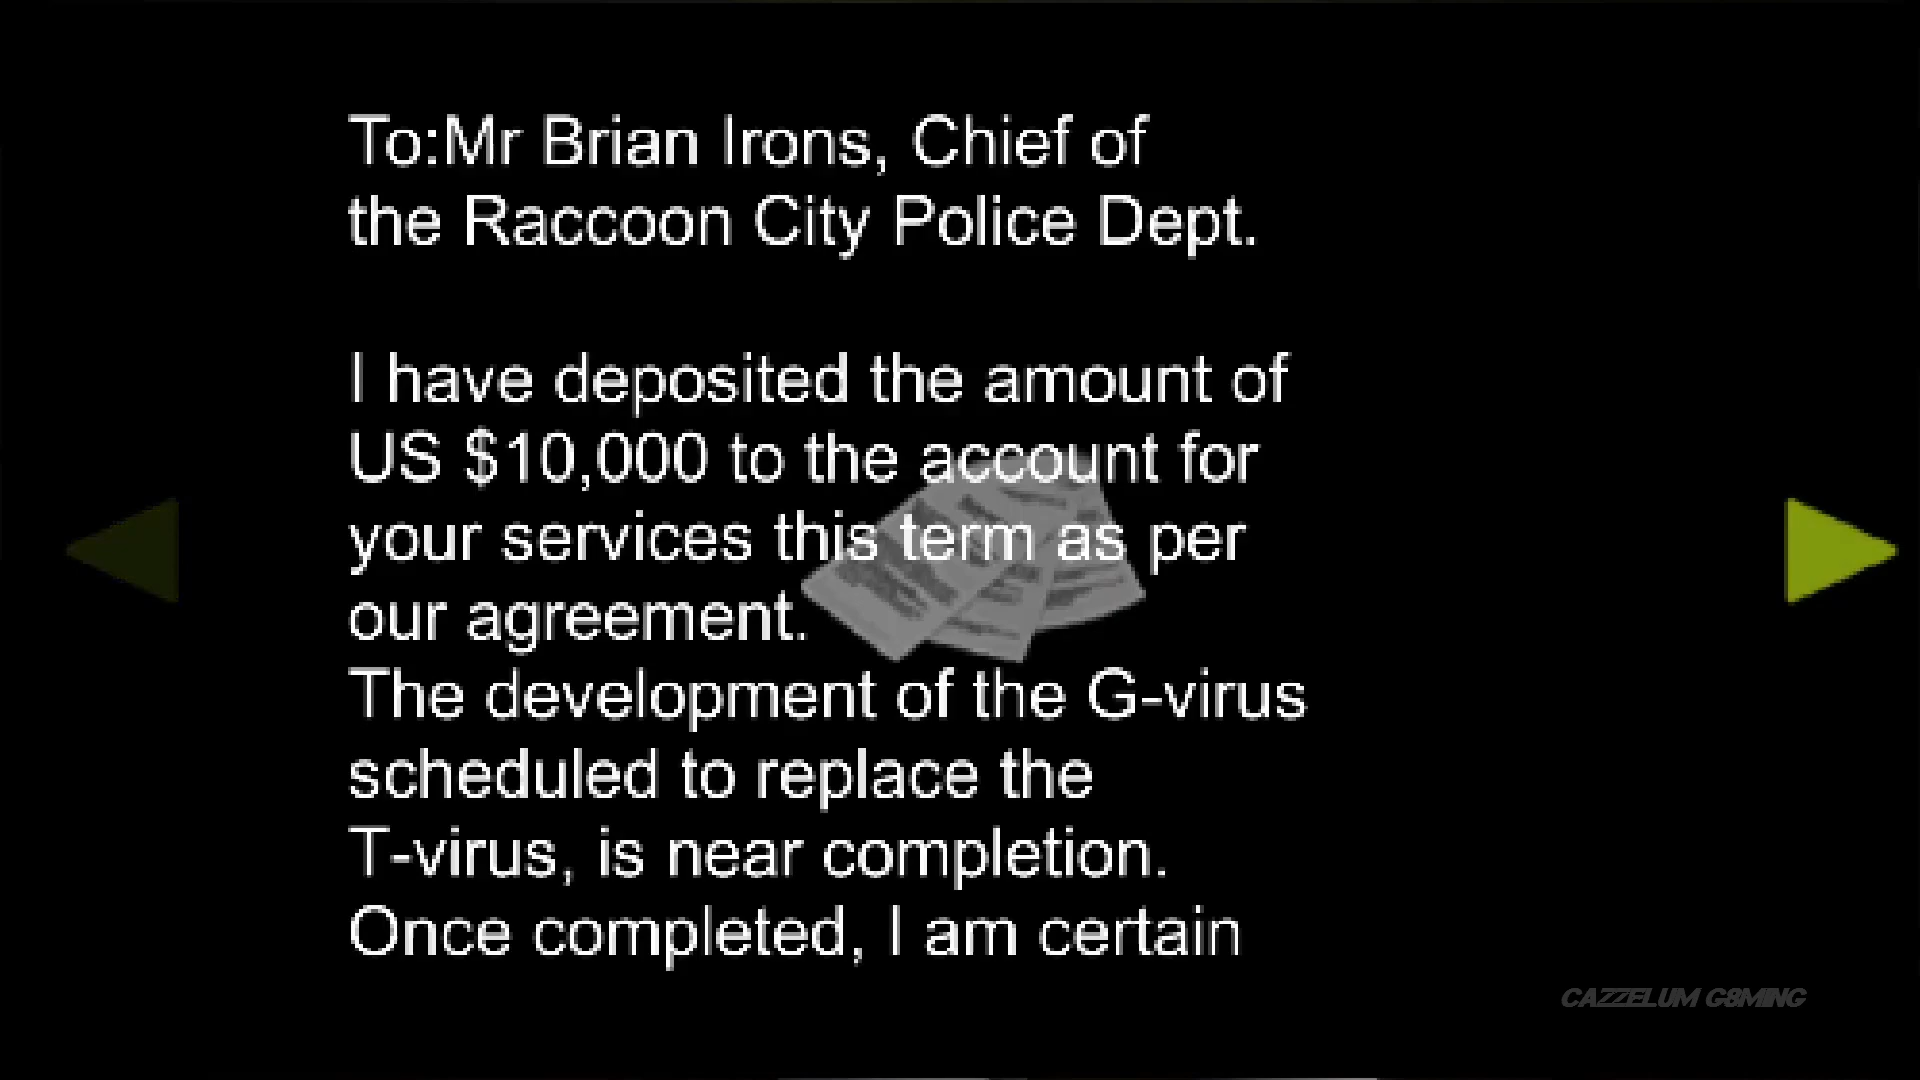 To:Mr Brian Irons, Chief of
the Raccoon City Police Dept.
I have deposited the amount of
US $10,000 to the account for
your services this term as per
our agreement.
The development of the G-virus
scheduled to replace the
T-virus, is near completion.
Once completed, I am certain
CAZZELUM G8MING